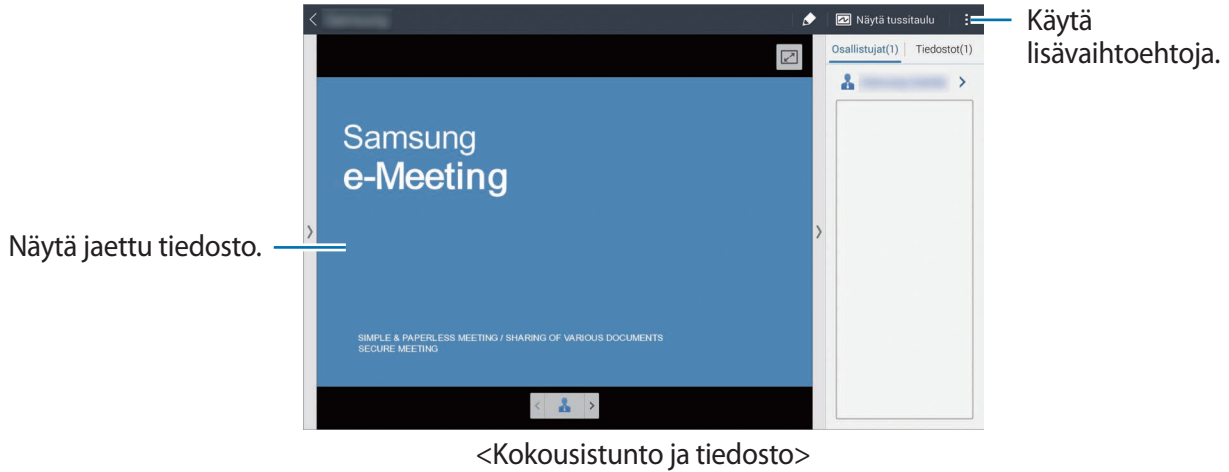 Näytä tussitaulu
Käytä
lisävaihtoehtoja.
Osallistujat(1)
Tiedostot(1)
Samsung
e-Meeting
Näytä jaettu tiedosto.
SIMPLE & PAPERLESS MEETING / SHARING OF VARIOUS DOCUMENTS
SECURE MEETING
<Kokousistunto ja tiedosto>